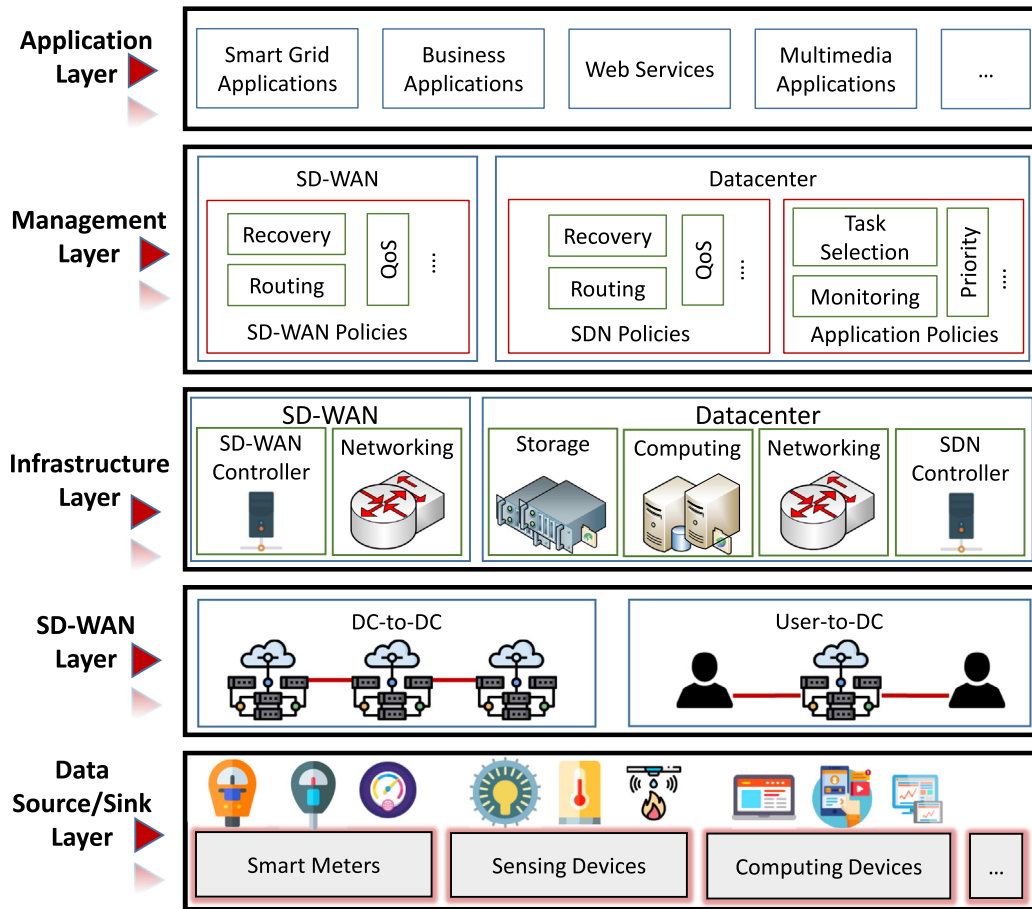 Application
Layer
Smart Grid
Applications
Business
Applications
Web Services
Multimedia
Applications
...
Management
Layer
SD-WAN
Recovery
Routing
QoS
....
SD-WAN Policies
Datacenter
Recovery
Routing
QoS
....
SDN Policies
Task
Selection
Monitoring
Priority
....
Application Policies
Infrastructure
Layer
SD-WAN
SD-WAN
Controller
Networking
Datacenter
Storage
Computing
Networking
SDN
Controller
SD-WAN
Layer
DC-to-DC
User-to-DC
Data
Source/Sink
Layer
Smart Meters
Sensing Devices
Computing Devices
...